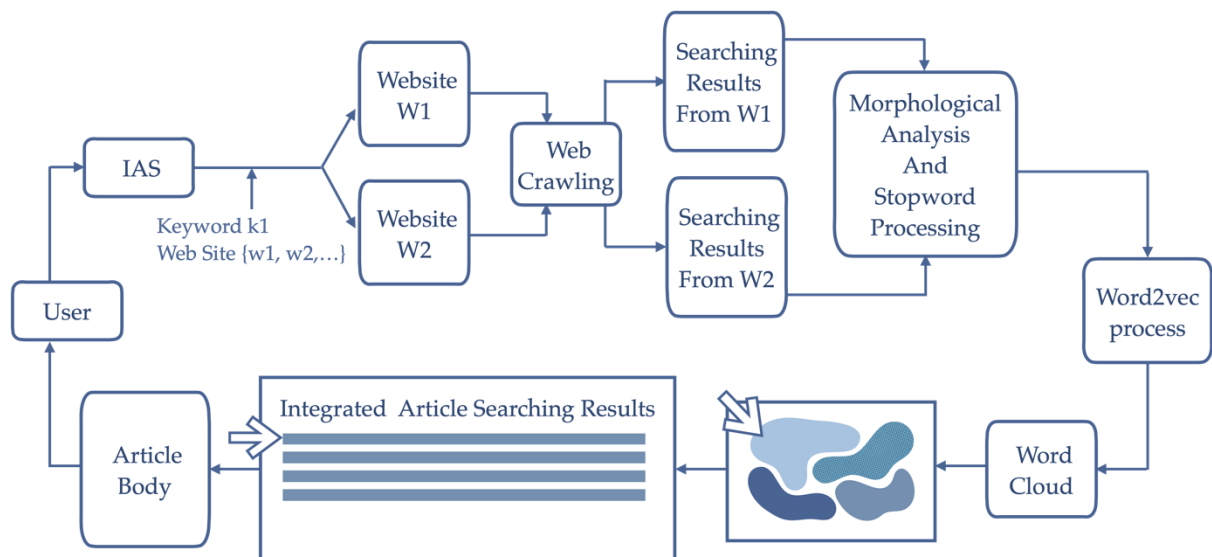 IAS
Keyword k1
Web Site {w1, w2,…}
User
Website
W1
Website
W2
Web
Crawling
Searching
Results
From W1
Searching
Results
From W2
Morphological
Analysis
And
Stopword
Processing
Word2vec
process
Word
Cloud
Integrated Article Searching Results
Article
Body